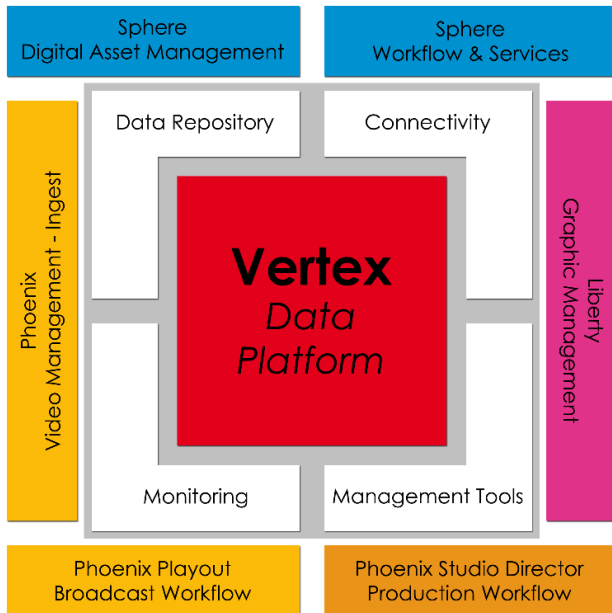 Sphere
Digital Asset Management
Sphere
Workflow & Services
Data Repository
Connectivity
Phoenix
Video Management - Ingest
Vertex
Data
Platform
Liberty
Graphic Management
Monitoring
Management Tools
Phoenix Playout
Broadcast Workflow
Phoenix Studio Director
Production Workflow